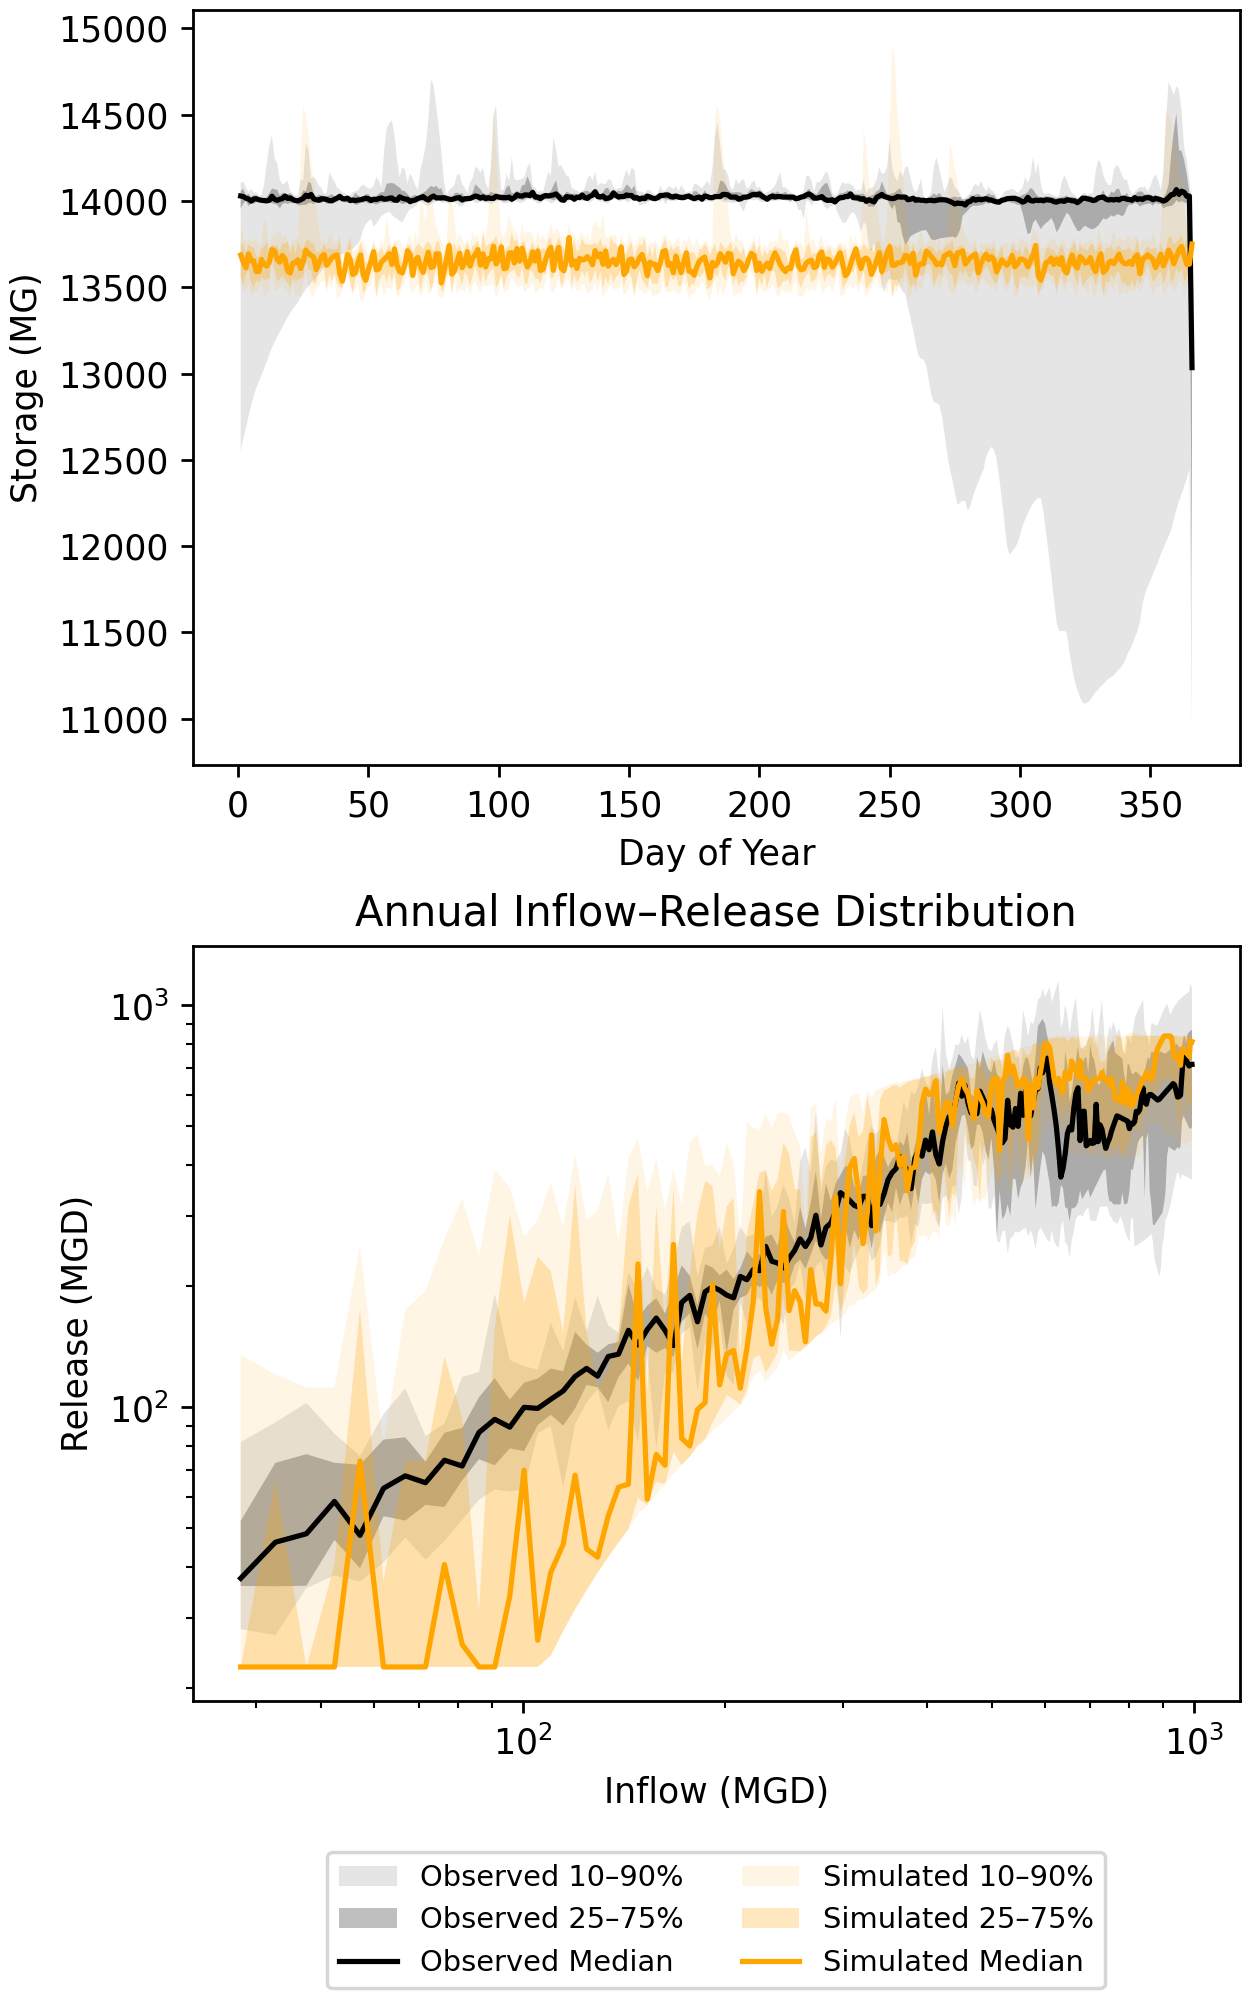 15000
14500
14000
13500
13000
12500
12000
11500
11000
Storage (MG)
0 50 100 150 200 250 300 350
Day of Year
Annual Inflow–Release Distribution
10³
10²
Release (MGD)
10² 10³
Inflow (MGD)
Observed 10–90% Simulated 10–90%
Observed 25–75% Simulated 25–75%
Observed Median Simulated Median